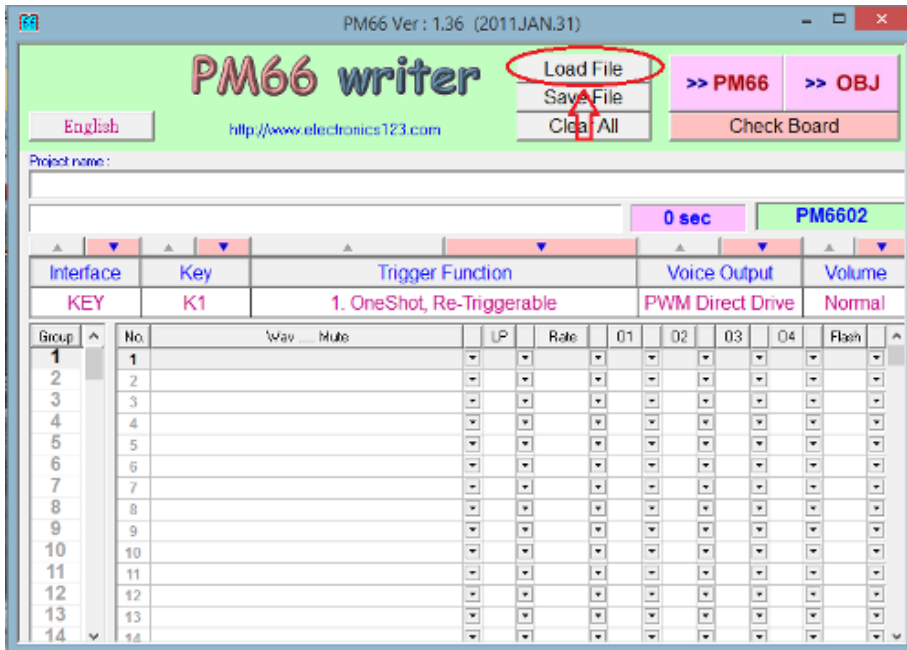 PM66 Ver : 1.36 (2011.JAN.31)
PM66 writer
Load File
Save File
Clear All
>> PM66
>> OBJ
Check Board
English
http://www.electronics123.com
Project name :
0 sec
PM6602
Interface Key Trigger Function Voice Output Volume
KEY K1 1. OneShot, Re-Triggerable PWM Direct Drive Normal
Group No. Wav .... Mute LP Rate O1 O2 O3 O4 Flash
1 1
2 2
3 3
4 4
5 5
6 6
7 7
8 8
9 9
10 10
11 11
12 12
13 13
14 14